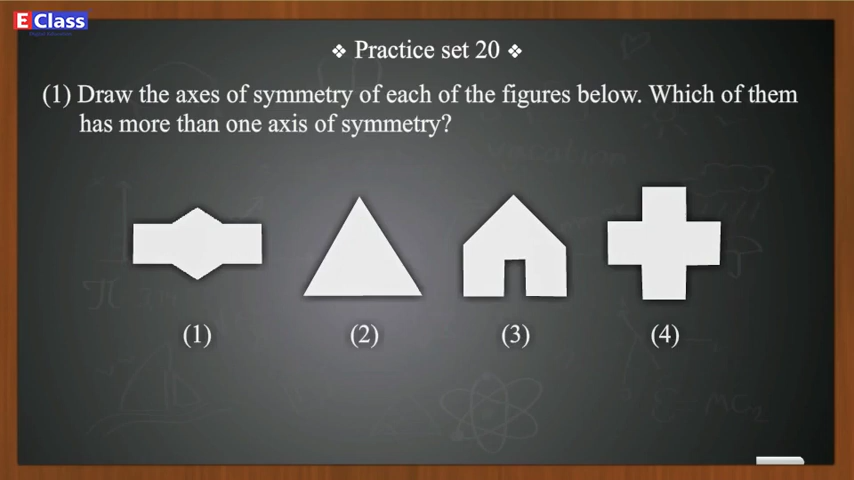 E Class
❖ Practice set 20 ❖
(1) Draw the axes of symmetry of each of the figures below. Which of them
has more than one axis of symmetry?
(1) (2) (3) (4)